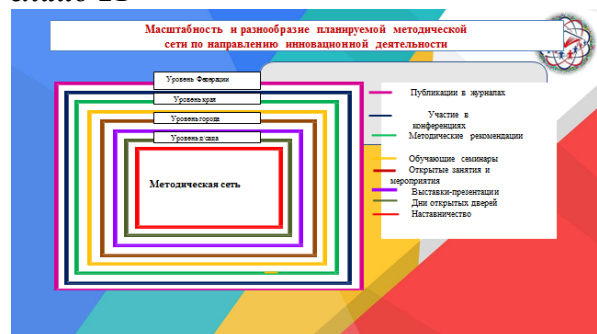 Масштабность и разнообразие планируемой методической
сети по направлению инновационной деятельности
Уровень Федерации
Уровень края
Уровень города
Уровень д/сада
Методическая сеть
Публикации в журналах
Участие в
конференциях
Методические рекомендации
Обучающие семинары
Открытые занятия и
мероприятия
Выставки-презентации
Дни открытых дверей
Наставничество